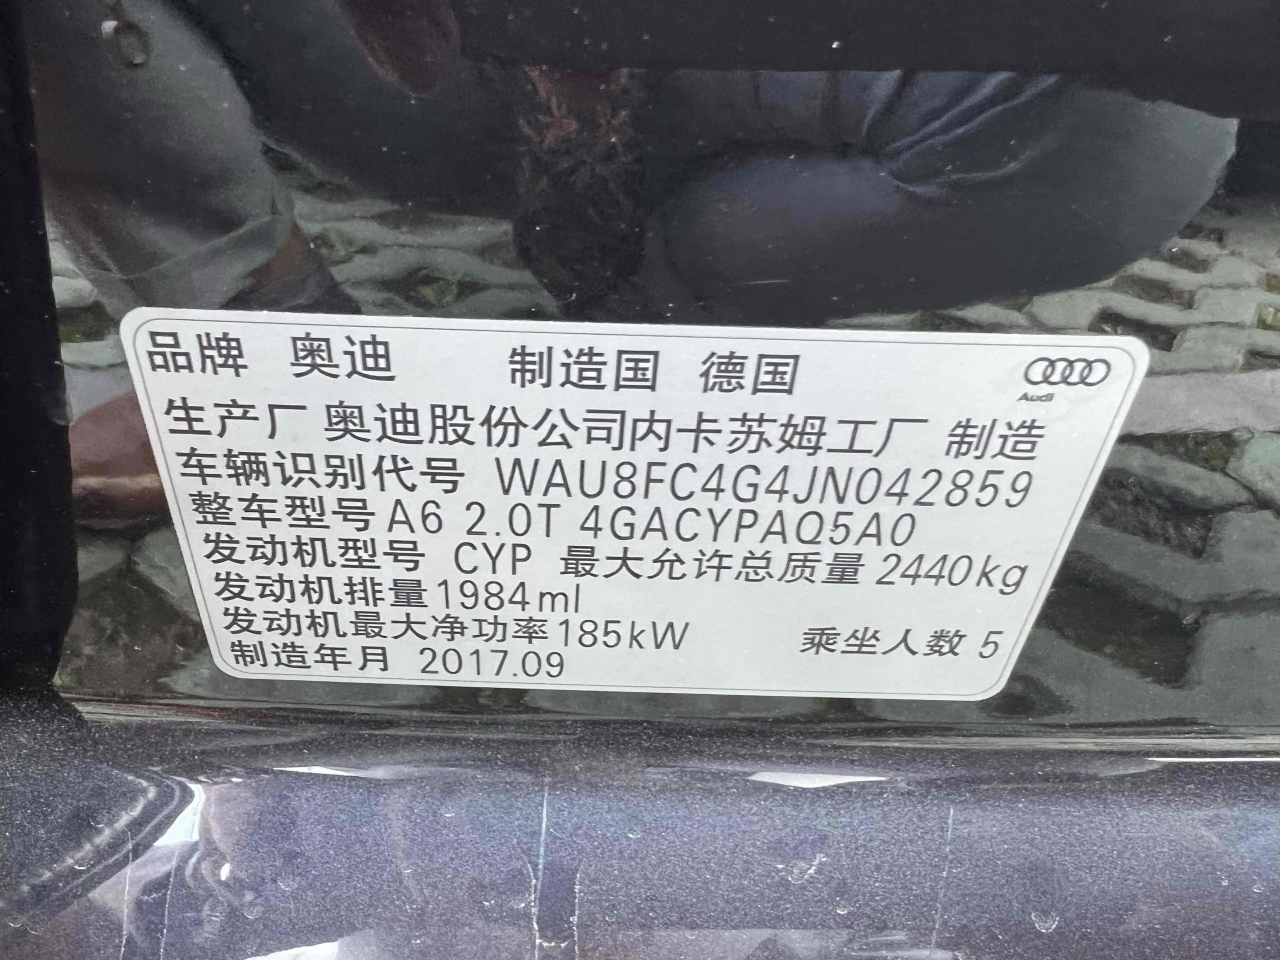 品牌 奥迪 制造国 德国
Audi
生产厂 奥迪股份公司内卡苏姆工厂 制造
车辆识别代号 WAU8FC4G4JN042859
整车型号 A6 2.0T 4GACYPAQ5A0
发动机型号 CYP 最大允许总质量 2440kg
发动机排量 1984ml
发动机最大净功率 185kW 乘坐人数 5
制造年月 2017.09